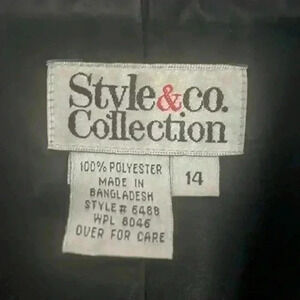 Style&co.
Collection
100% POLYESTER
MADE IN
BANGLADESH
STYLE# 6488
WPL 8046
OVER FOR CARE
14